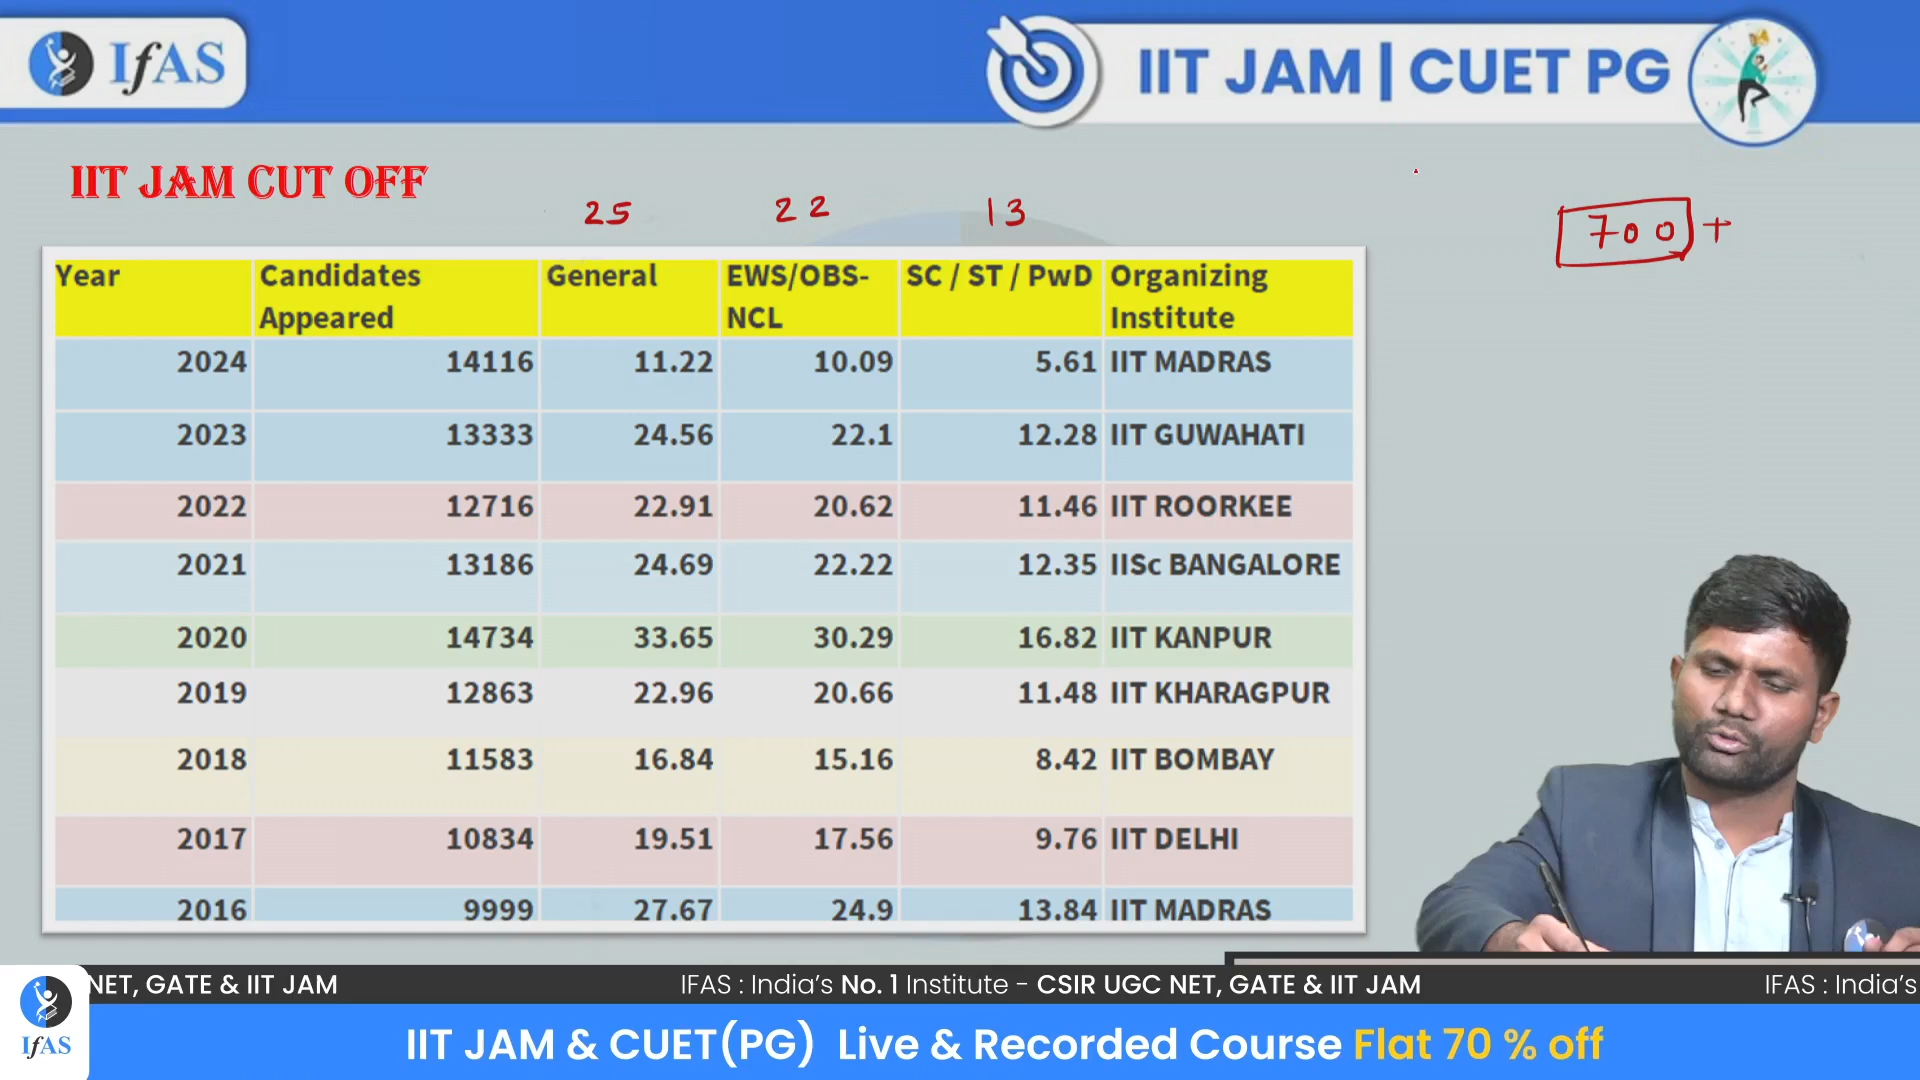 IfAS
IIT JAM | CUET PG
IIT JAM CUT OFF
25 22 13
700 +
Year Candidates Appeared General EWS/OBS-NCL SC / ST / PwD Organizing Institute
2024 14116 11.22 10.09 5.61 IIT MADRAS
2023 13333 24.56 22.1 12.28 IIT GUWAHATI
2022 12716 22.91 20.62 11.46 IIT ROORKEE
2021 13186 24.69 22.22 12.35 IISc BANGALORE
2020 14734 33.65 30.29 16.82 IIT KANPUR
2019 12863 22.96 20.66 11.48 IIT KHARAGPUR
2018 11583 16.84 15.16 8.42 IIT BOMBAY
2017 10834 19.51 17.56 9.76 IIT DELHI
2016 9999 27.67 24.9 13.84 IIT MADRAS
NET, GATE & IIT JAM IFAS : India's No. 1 Institute - CSIR UGC NET, GATE & IIT JAM IFAS : India's
IfAS
IIT JAM & CUET(PG) Live & Recorded Course Flat 70 % off